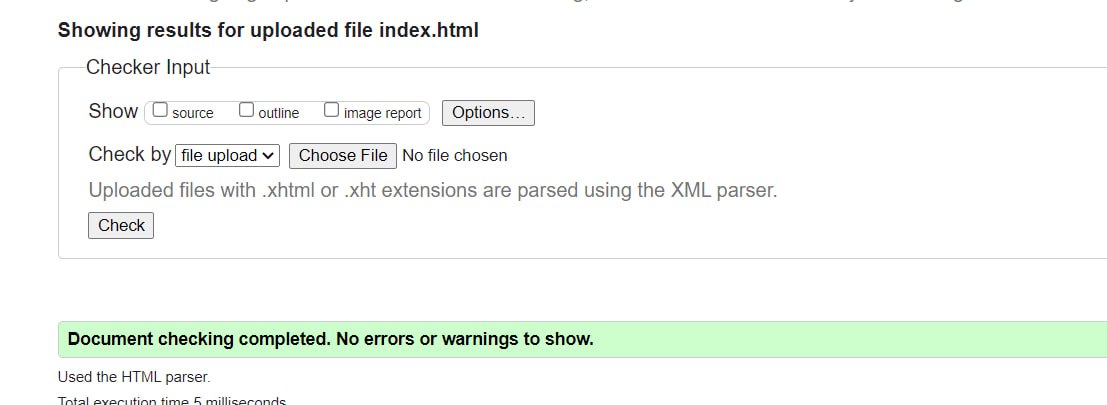 Showing results for uploaded file index.html
Checker Input
Show source outline image report Options...
Check by file upload Choose File No file chosen
Uploaded files with .xhtml or .xht extensions are parsed using the XML parser.
Check
Document checking completed. No errors or warnings to show.
Used the HTML parser.
Total execution time 5 milliseconds.